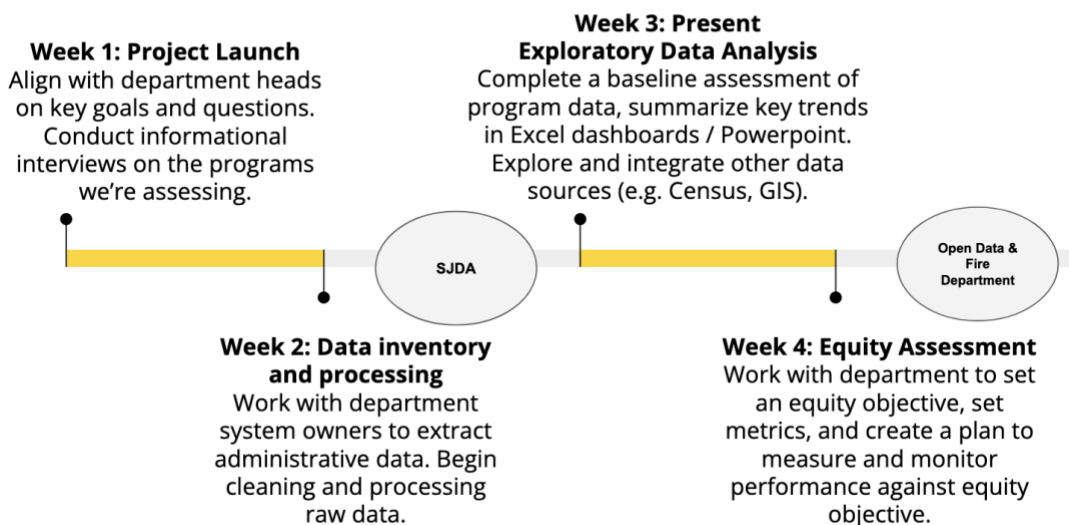 Week 1: Project Launch
Align with department heads
on key goals and questions.
Conduct informational
interviews on the programs
we’re assessing.
SJDA
Week 2: Data inventory
and processing
Work with department
system owners to extract
administrative data. Begin
cleaning and processing
raw data.
Week 3: Present
Exploratory Data Analysis
Complete a baseline assessment of
program data, summarize key trends
in Excel dashboards / Powerpoint.
Explore and integrate other data
sources (e.g. Census, GIS).
Open Data &
Fire
Department
Week 4: Equity Assessment
Work with department to set
an equity objective, set
metrics, and create a plan to
measure and monitor
performance against equity
objective.